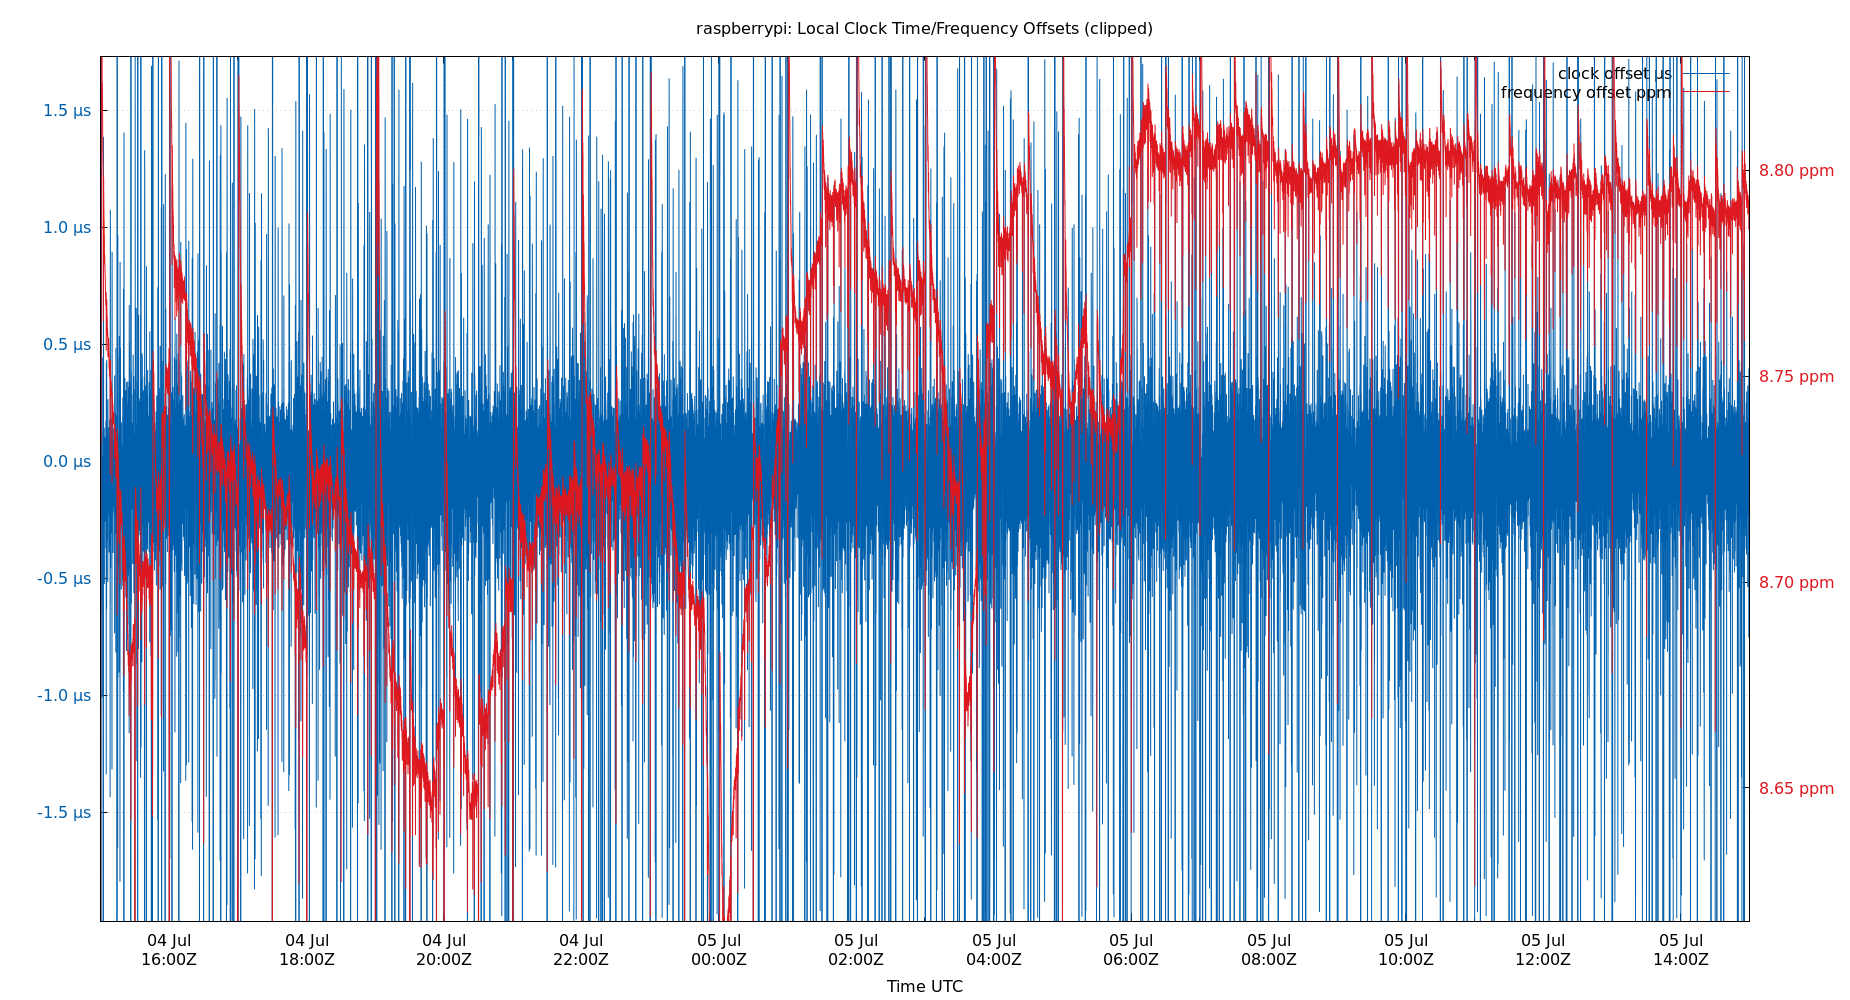 raspberrypi: Local Clock Time/Frequency Offsets (clipped)
clock offset µs
frequency offset ppm
1.5 µs
1.0 µs
0.5 µs
0.0 µs
-0.5 µs
-1.0 µs
-1.5 µs
8.80 ppm
8.75 ppm
8.70 ppm
8.65 ppm
04 Jul 04 Jul 04 Jul 04 Jul 05 Jul 05 Jul 05 Jul 05 Jul 05 Jul 05 Jul 05 Jul 05 Jul
16:00Z 18:00Z 20:00Z 22:00Z 00:00Z 02:00Z 04:00Z 06:00Z 08:00Z 10:00Z 12:00Z 14:00Z
Time UTC